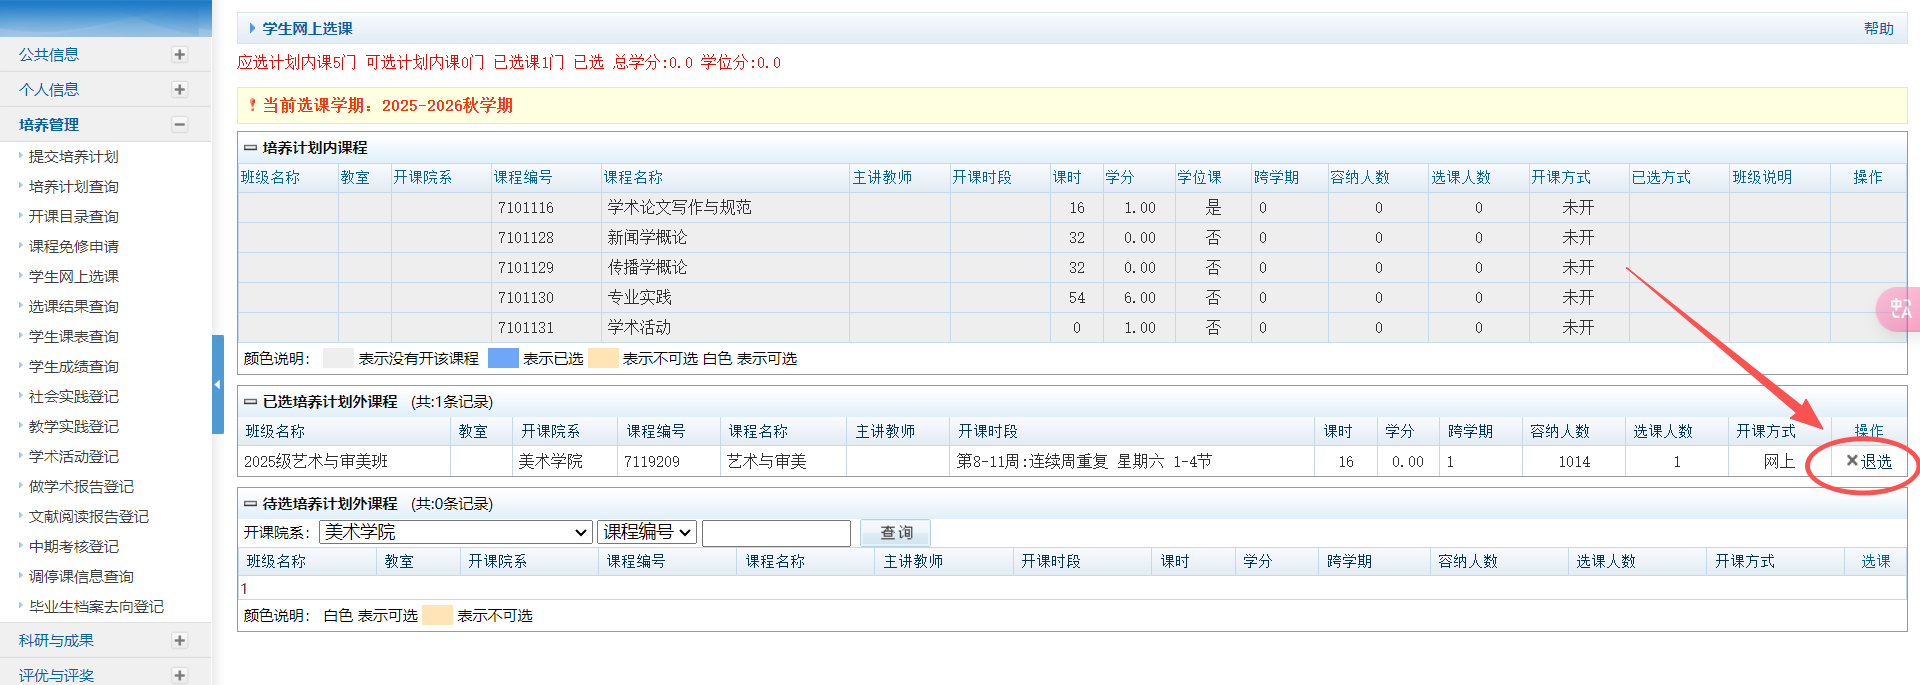 公共信息
个人信息
培养管理
提交培养计划
培养计划查询
开课目录查询
课程免修申请
学生网上选课
选课结果查询
学生课表查询
学生成绩查询
社会实践登记
教学实践登记
学术活动登记
做学术报告登记
文献阅读报告登记
中期考核登记
调停课信息查询
毕业生档案去向登记
科研与成果
评优与评奖
学生网上选课 帮助
应选计划内课5门 可选计划内课0门 已选课1门 已选 总学分:0.0 学位分:0.0
当前选课学期：2025-2026秋学期
培养计划内课程
班级名称 教室 开课院系 课程编号 课程名称 主讲教师 开课时段 课时 学分 学位课 跨学期 容纳人数 选课人数 开课方式 已选方式 班级说明 操作
7101116 学术论文写作与规范 16 1.00 是 0 0 0 未开
7101128 新闻学概论 32 0.00 否 0 0 0 未开
7101129 传播学概论 32 0.00 否 0 0 0 未开
7101130 专业实践 54 6.00 否 0 0 0 未开
7101131 学术活动 0 1.00 否 0 0 0 未开
颜色说明： 表示没有开该课程 表示已选 表示不可选 白色 表示可选
已选培养计划外课程 (共:1条记录)
班级名称 教室 开课院系 课程编号 课程名称 主讲教师 开课时段 课时 学分 跨学期 容纳人数 选课人数 开课方式 操作
2025级艺术与审美班 美术学院 7119209 艺术与审美 第8-11周:连续周重复 星期六 1-4节 16 0.00 1 1014 1 网上 退选
待选培养计划外课程 (共:0条记录)
开课院系： 美术学院 课程编号 查询
班级名称 教室 开课院系 课程编号 课程名称 主讲教师 开课时段 课时 学分 跨学期 容纳人数 选课人数 开课方式 选课
1
颜色说明： 白色 表示可选 表示不可选
中
A